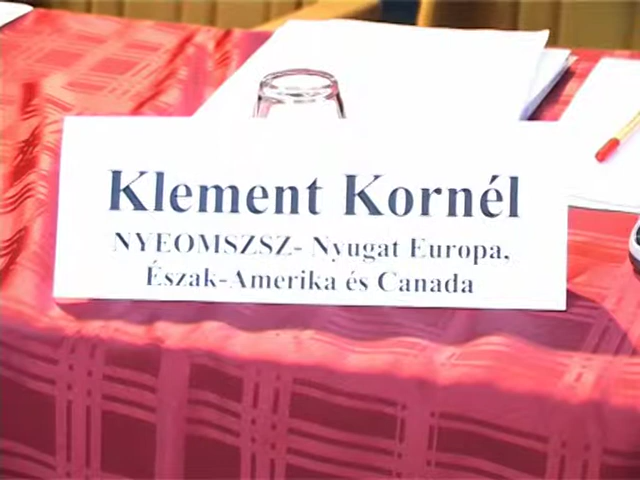 Klement Kornél
NYEOMSZSZ- Nyugat Europa,
Észak-Amerika és Canada